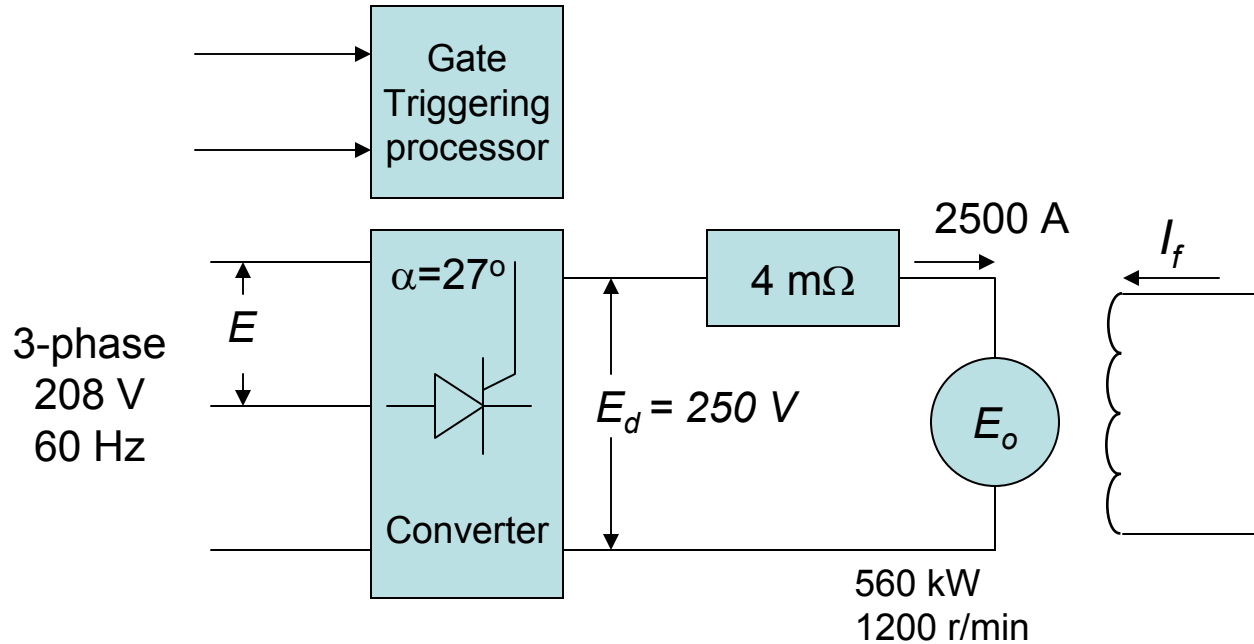 Gate
Triggering
processor
2500 A
I_f
α=27°
4 mΩ
E
3-phase
208 V
60 Hz
E_d = 250 V
E_o
Converter
560 kW
1200 r/min